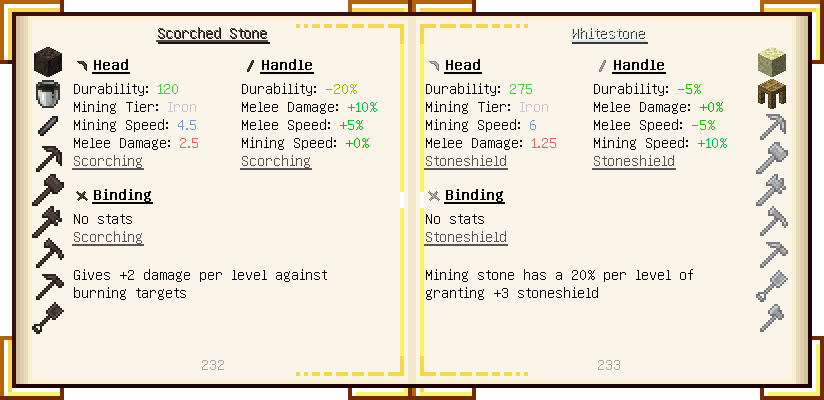 Scorched Stone
Head
Durability: 120
Mining Tier: Iron
Mining Speed: 4.5
Melee Damage: 2.5
Scorching
Handle
Durability: -20%
Melee Damage: +10%
Melee Speed: +5%
Mining Speed: +0%
Scorching
Binding
No stats
Scorching
Gives +2 damage per level against
burning targets
232
Whitestone
Head
Durability: 275
Mining Tier: Iron
Mining Speed: 6
Melee Damage: 1.25
Stoneshield
Handle
Durability: -5%
Melee Damage: +0%
Melee Speed: -5%
Mining Speed: +10%
Stoneshield
Binding
No stats
Stoneshield
Mining stone has a 20% per level of
granting +3 stoneshield
233